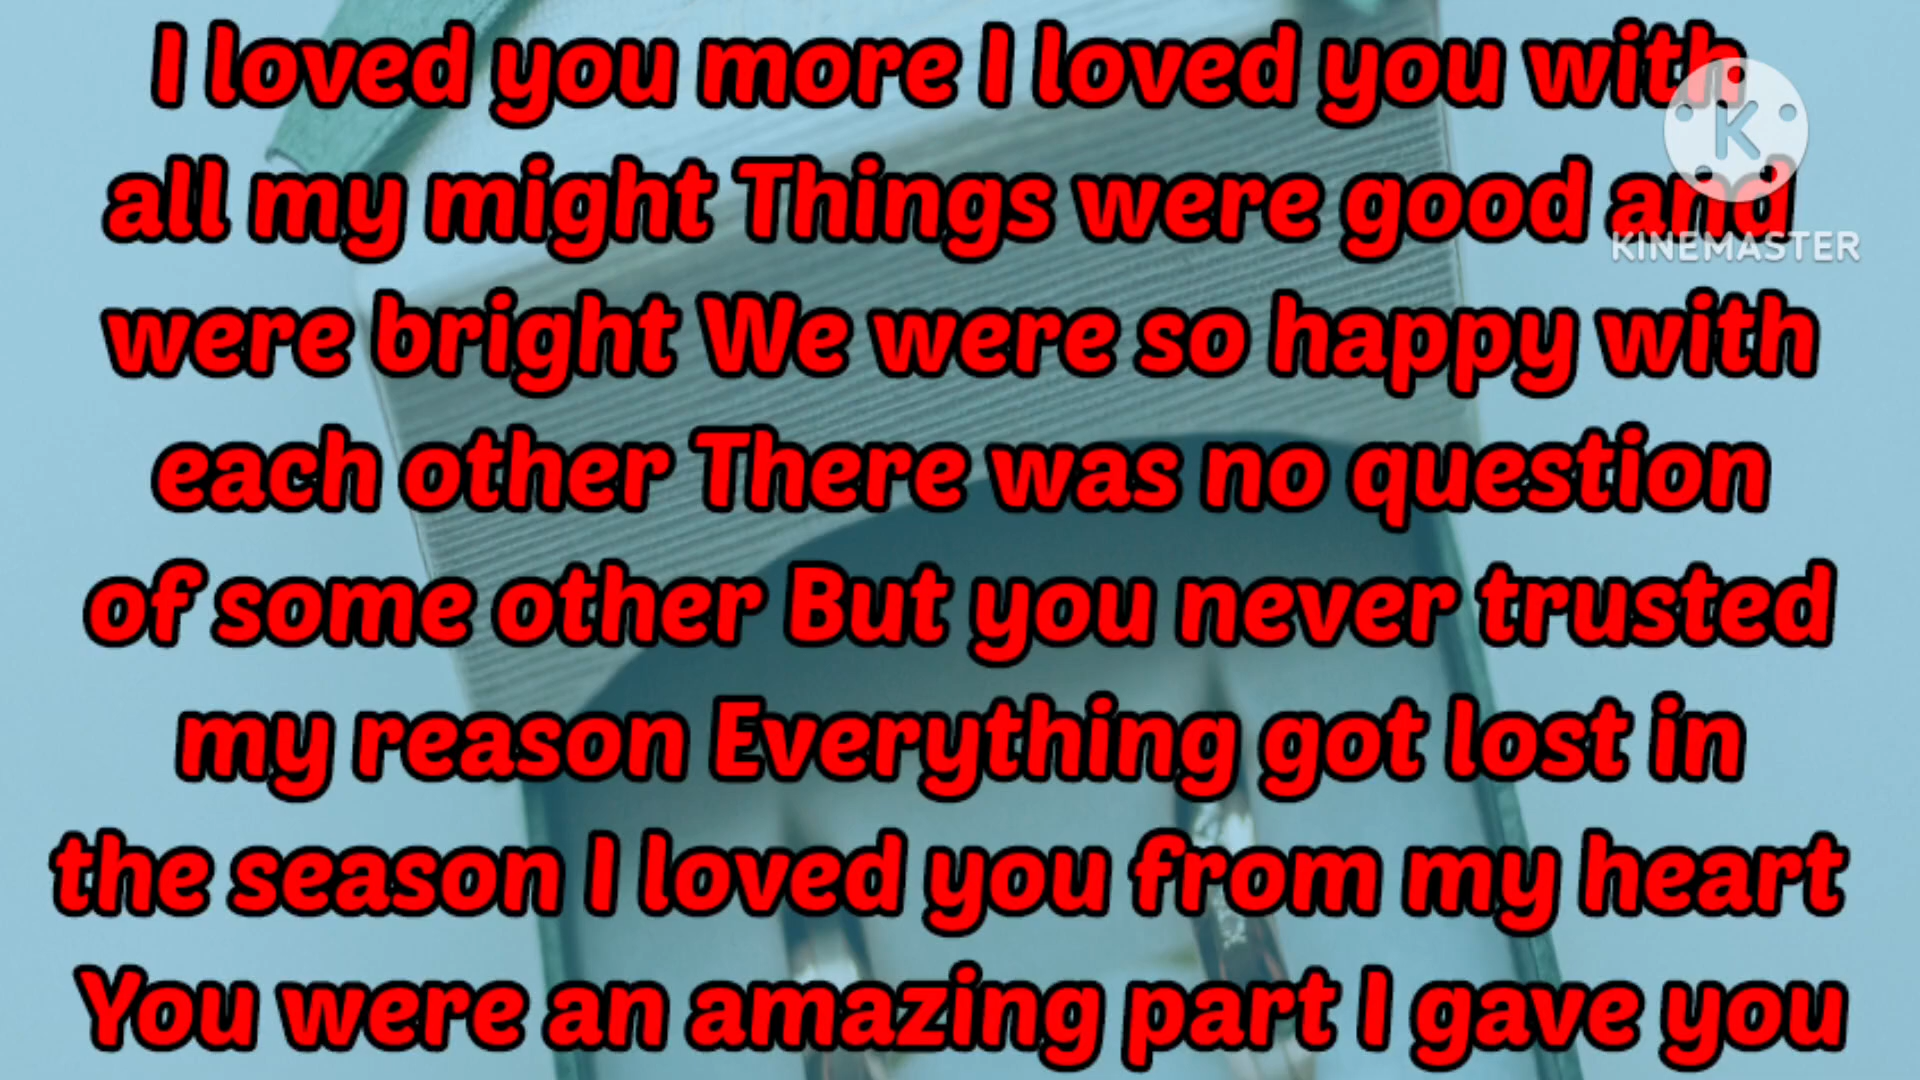 I loved you more I loved you with
all my might Things were good and
were bright We were so happy with
each other There was no question
of some other But you never trusted
my reason Everything got lost in
the season I loved you from my heart
You were an amazing part I gave you
K
KINEMASTER